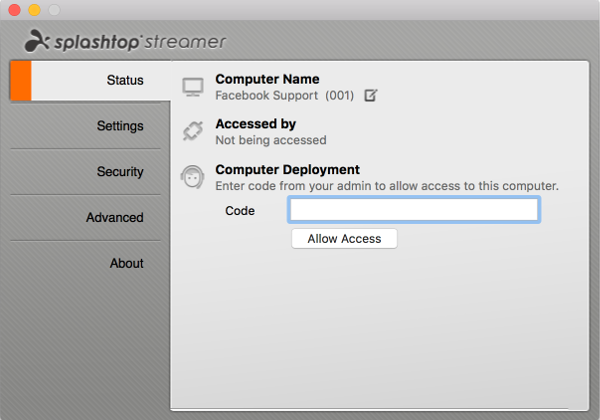 splashtop streamer
Status
Computer Name
Facebook Support (001)
Settings
Accessed by
Not being accessed
Security
Computer Deployment
Enter code from your admin to allow access to this computer.
Code
Advanced
Allow Access
About